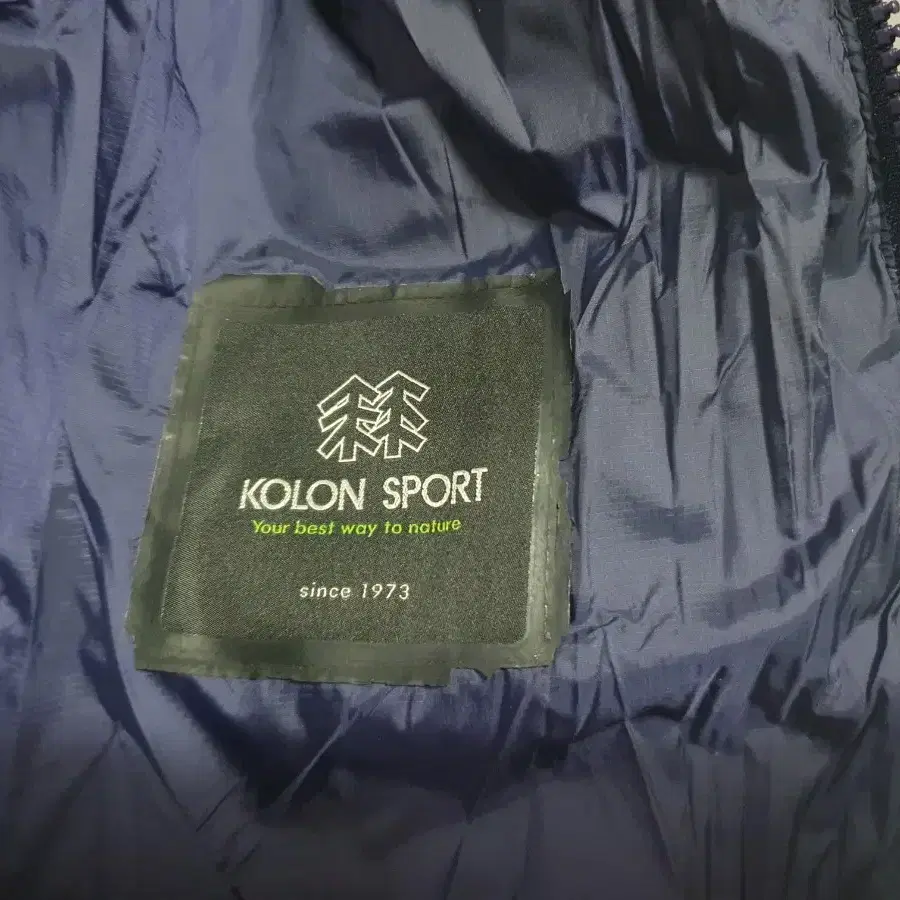 KOLON SPORT
Your best way to nature
since 1973